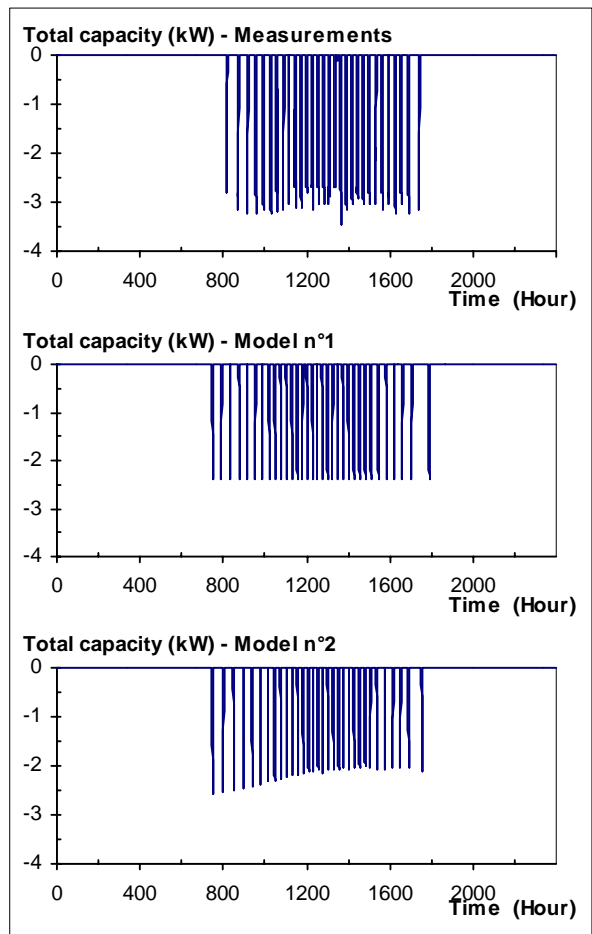 Total capacity (kW) - Measurements
0
-1
-2
-3
-4
0 400 800 1200 1600 2000
Time (Hour)
Total capacity (kW) - Model n°1
0
-1
-2
-3
-4
0 400 800 1200 1600 2000
Time (Hour)
Total capacity (kW) - Model n°2
0
-1
-2
-3
-4
0 400 800 1200 1600 2000
Time (Hour)